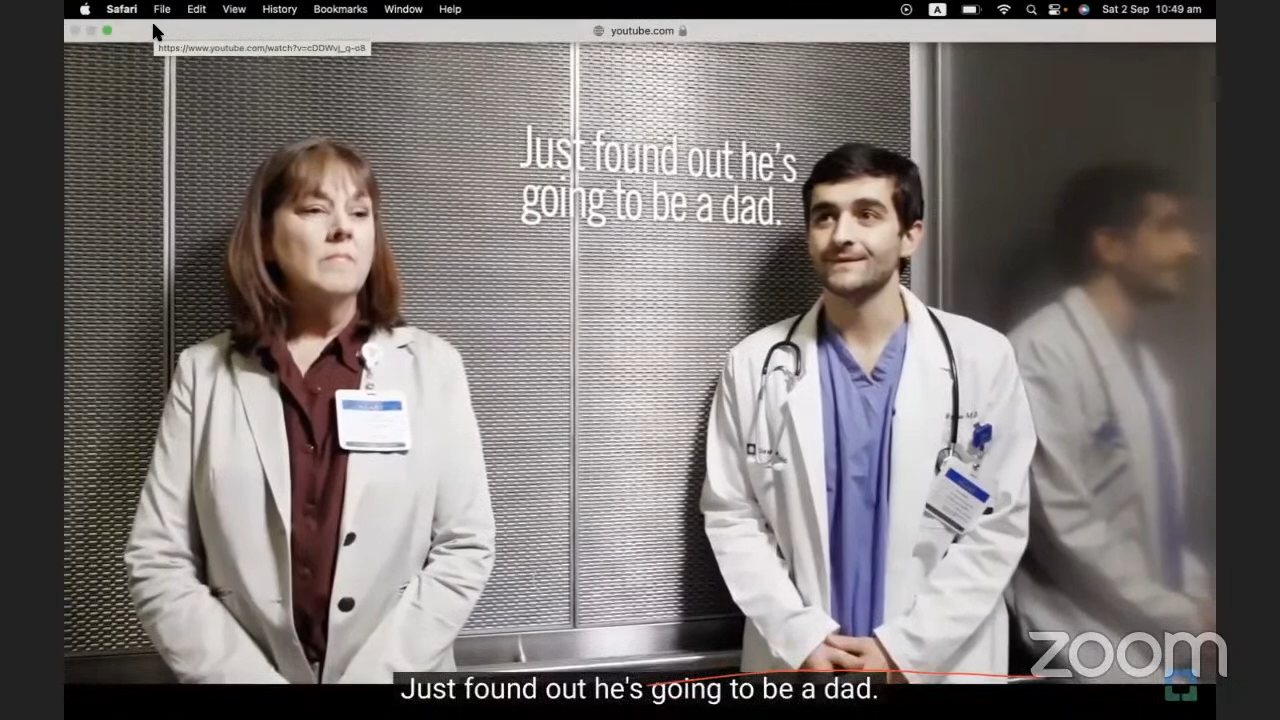 Safari File Edit View History Bookmarks Window Help A Sat 2 Sep 10:49 am
youtube.com
https://www.youtube.com/watch?v=cDDWvj_q-o8
Just found out he's
going to be a dad.
zoom
Just found out he's going to be a dad.